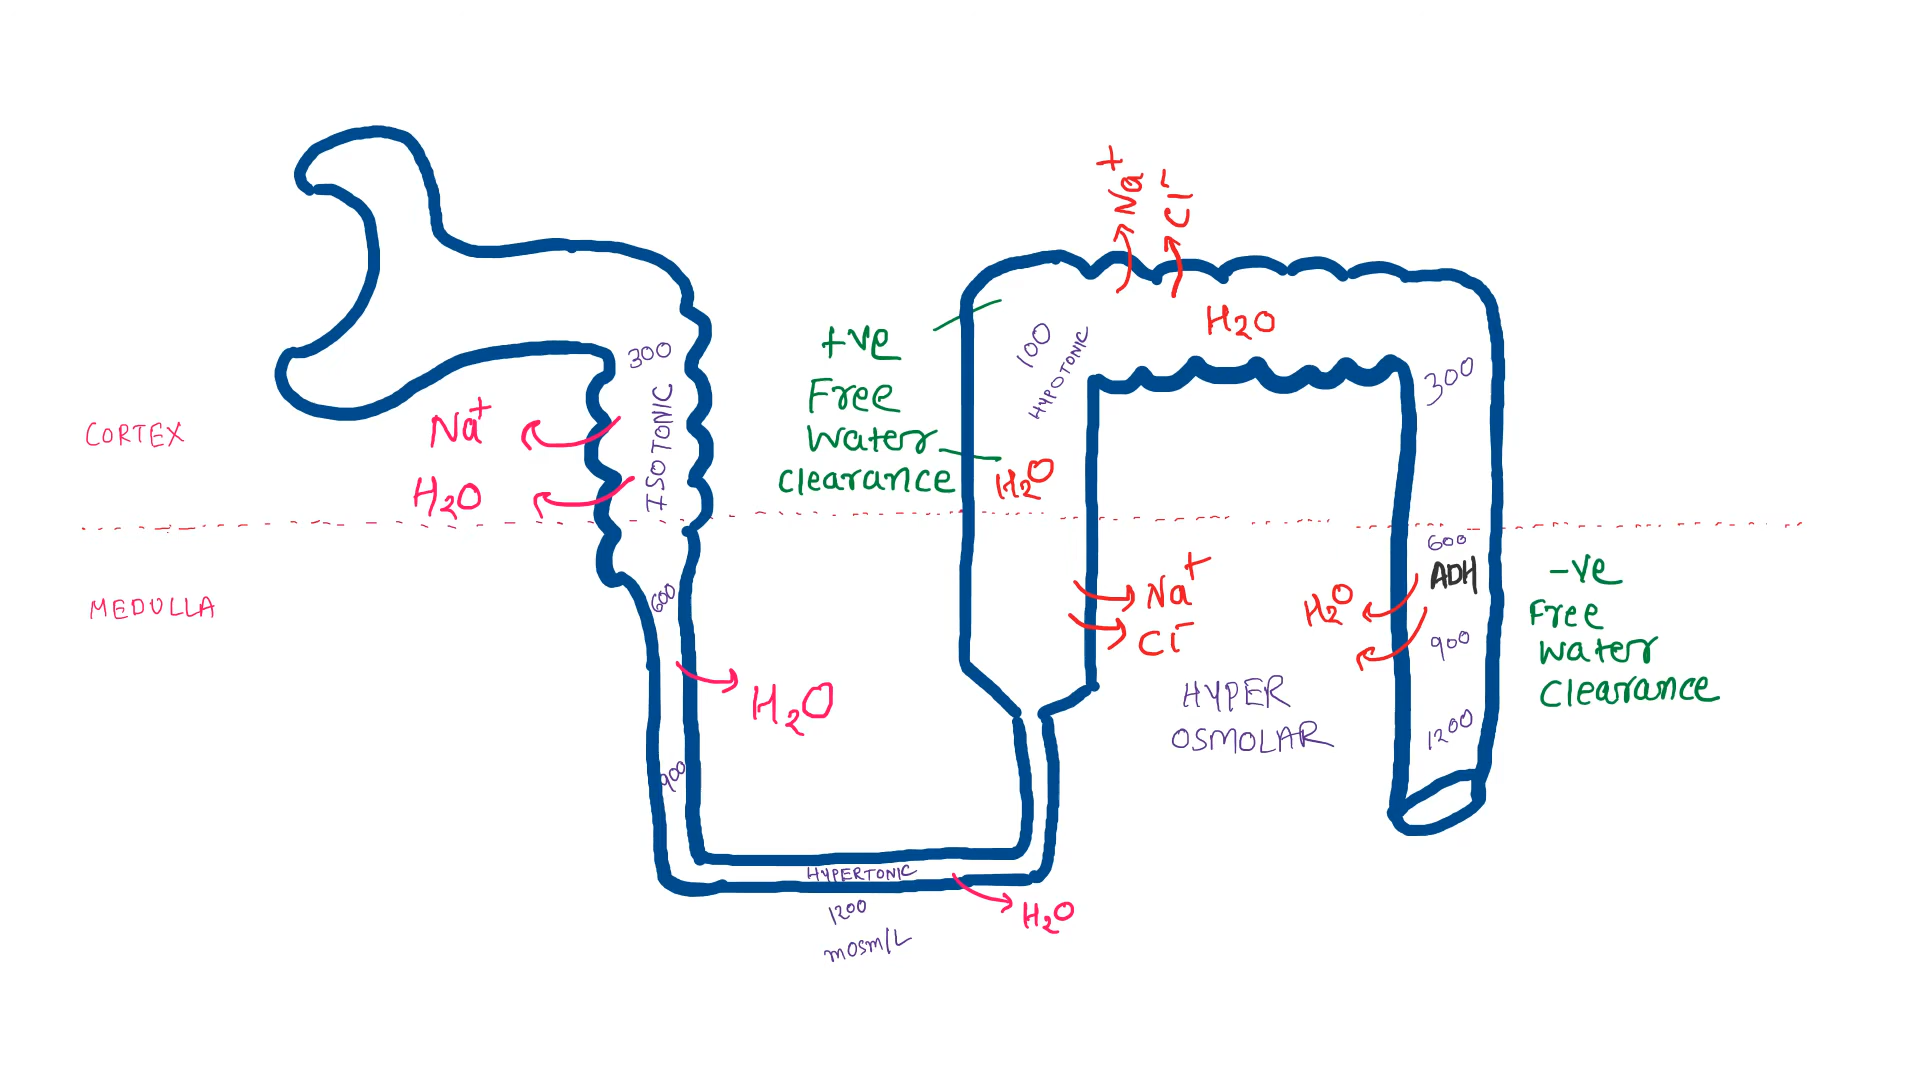 CORTEX
MEDULLA
Na+
H2O
300
ISOTONIC
600
900
H2O
HYPERTONIC
1200
mosm/L
H2O
+ve
Free
Water
Clearance
100
HYPOTONIC
H2O
Na+
Cl-
H2O
Na+
Cl-
HYPER
OSMOLAR
300
600
ADH
H2O
900
1200
-ve
Free
Water
Clearance